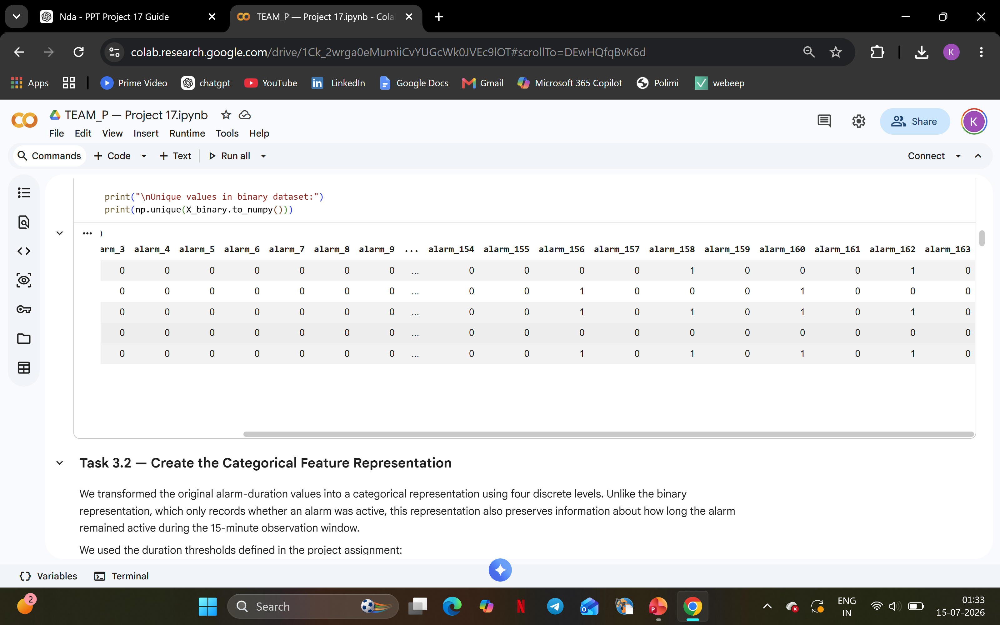 Nda - PPT Project 17 Guide
TEAM_P — Project 17.ipynb - Cola
colab.research.google.com/drive/1Ck_2wrga0eMumiiCvYUGcWk0JVEc9lOT#scrollTo=DEwHQfqBvK6d
K
Apps
Prime Video
chatgpt
YouTube
LinkedIn
Google Docs
Gmail
Microsoft 365 Copilot
Polimi
webeep
TEAM_P — Project 17.ipynb
File Edit View Insert Runtime Tools Help
Share
K
Commands + Code + Text Run all
Connect
print("\nUnique values in binary dataset:")
print(np.unique(X_binary.to_numpy()))
)
arm_3 alarm_4 alarm_5 alarm_6 alarm_7 alarm_8 alarm_9 ... alarm_154 alarm_155 alarm_156 alarm_157 alarm_158 alarm_159 alarm_160 alarm_161 alarm_162 alarm_163
0 0 0 0 0 0 0 ... 0 0 0 0 1 0 0 0 1 0
0 0 0 0 0 0 0 ... 0 0 1 0 0 0 1 0 0 0
0 0 0 0 0 0 0 ... 0 0 1 0 1 0 1 0 1 0
0 0 0 0 0 0 0 ... 0 0 0 0 0 0 0 0 0 0
0 0 0 0 0 0 0 ... 0 0 1 0 1 0 1 0 1 0
Task 3.2 — Create the Categorical Feature Representation
We transformed the original alarm-duration values into a categorical representation using four discrete levels. Unlike the binary
representation, which only records whether an alarm was active, this representation also preserves information about how long the alarm
remained active during the 15-minute observation window.
We used the duration thresholds defined in the project assignment:
Variables
Terminal
2
Search
ENG
IN
01:33
15-07-2026